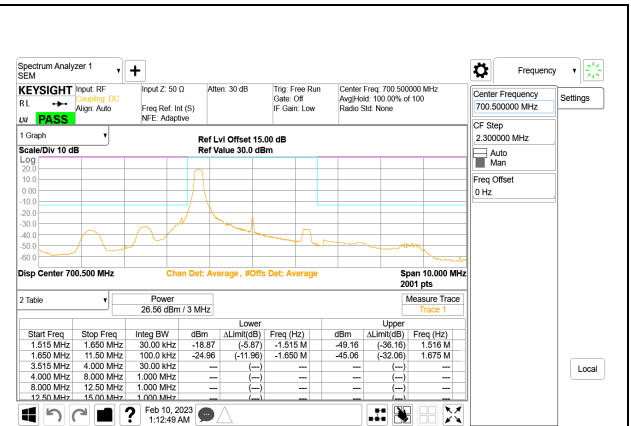 Spectrum Analyzer 1
SEM
Frequency
KEYSIGHT Input: RF Input Z: 50 Ω Atten: 30 dB Trig: Free Run Center Freq: 700.500000 MHz
Coupling: DC Gate: Off Avg|Hold: 100.00% of 100
RL Align: Auto Freq Ref: Int (S) IF Gain: Low Radio Std: None
NFE: Adaptive
LNI PASS
Center Frequency
700.500000 MHz
Settings
CF Step
2.300000 MHz
Auto
Man
Freq Offset
0 Hz
1 Graph
Ref Lvl Offset 15.00 dB
Scale/Div 10 dB Ref Value 30.0 dBm
Log
20.0
10.0
0.00
-10.0
-20.0
-30.0
-40.0
-50.0
-60.0
Disp Center 700.500 MHz Chan Det: Average , #Offs Det: Average Span 10.000 MHz
2001 pts
2 Table
Power Measure Trace
26.56 dBm / 3 MHz Trace 1
Lower Upper
Start Freq Stop Freq Integ BW dBm ΔLimit(dB) Freq (Hz) dBm ΔLimit(dB) Freq (Hz)
1.515 MHz 1.650 MHz 30.00 kHz -18.87 (-5.87) -1.515 M -49.16 (-36.16) 1.516 M
1.650 MHz 11.50 MHz 100.0 kHz -24.96 (-11.96) -1.650 M -45.06 (-32.06) 1.675 M
3.515 MHz 4.000 MHz 30.00 kHz --- (---) --- --- (---) ---
4.000 MHz 8.000 MHz 1.000 MHz --- (---) --- --- (---) ---
8.000 MHz 12.50 MHz 1.000 MHz --- (---) --- --- (---) ---
12.50 MHz 15.00 MHz 1.000 MHz --- (---) --- --- (---) ---
Local
? Feb 10, 2023
1:12:49 AM